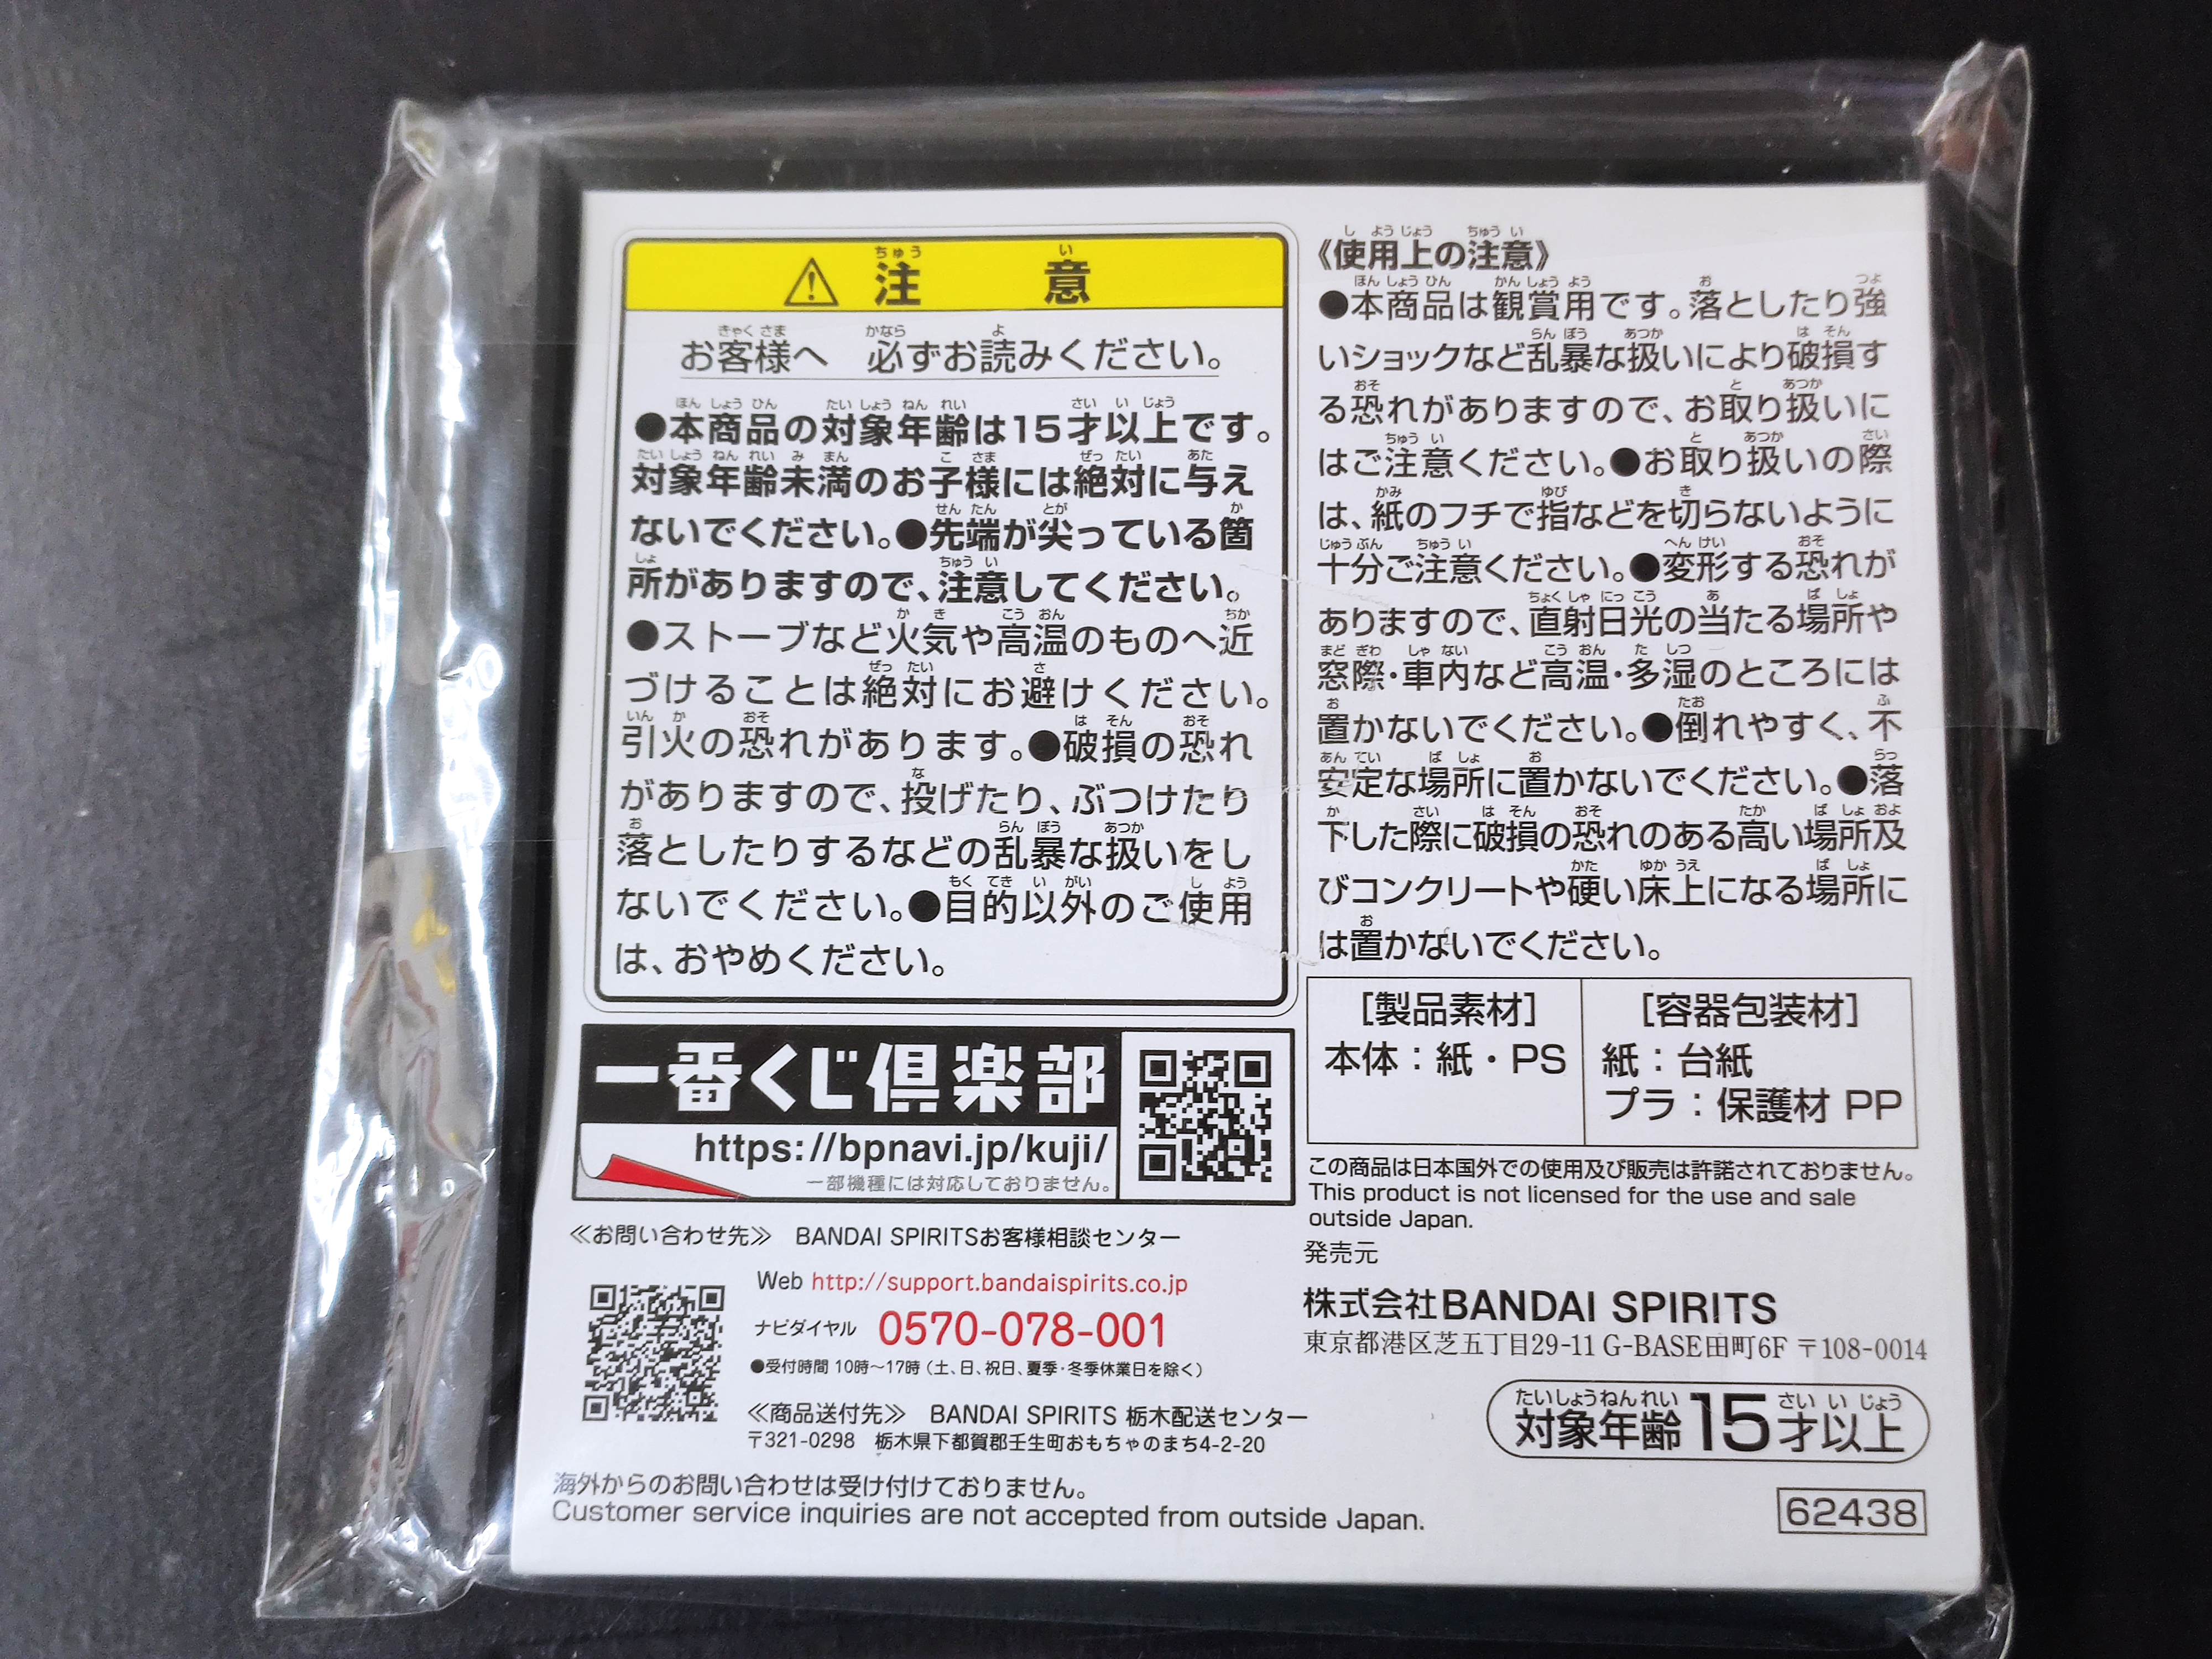 注意
お客様へ 必ずお読みください。
●本商品の対象年齢は15才以上です。
対象年齢未満のお子様には絶対に与え
ないでください。●先端が尖っている箇
所がありますので、注意してください。
●ストーブなど火気や高温のものへ近
づけることは絶対にお避けください。
引火の恐れがあります。●破損の恐れ
がありますので、投げたり、ぶつけたり
落としたりするなどの乱暴な扱いをし
ないでください。●目的以外のご使用
は、おやめください。
一番くじ倶楽部
https://bpnavi.jp/kuji/
一部機種には対応しておりません。
≪お問い合わせ先≫ BANDAI SPIRITSお客様相談センター
Web http://support.bandaispirits.co.jp
ナビダイヤル 0570-078-001
●受付時間 10時～17時（土、日、祝日、夏季・冬季休業日を除く）
≪商品送付先≫ BANDAI SPIRITS 栃木配送センター
〒321-0298 栃木県下都賀郡壬生町おもちゃのまち4-2-20
海外からのお問い合わせは受け付けておりません。
Customer service inquiries are not accepted from outside Japan.
《使用上の注意》
●本商品は観賞用です。落としたり強
いショックなど乱暴な扱いにより破損す
る恐れがありますので、お取り扱いに
はご注意ください。●お取り扱いの際
は、紙のフチで指などを切らないように
十分ご注意ください。●変形する恐れが
ありますので、直射日光の当たる場所や
窓際・車内など高温・多湿のところには
置かないでください。●倒れやすく、不
安定な場所に置かないでください。●落
下した際に破損の恐れのある高い場所及
びコンクリートや硬い床上になる場所に
は置かないでください。
［製品素材］
本体：紙・PS
［容器包装材］
紙：台紙
プラ：保護材 PP
この商品は日本国外での使用及び販売は許諾されておりません。
This product is not licensed for the use and sale
outside Japan.
発売元
株式会社BANDAI SPIRITS
東京都港区芝五丁目29-11 G-BASE田町6F 〒108-0014
対象年齢15才以上
62438